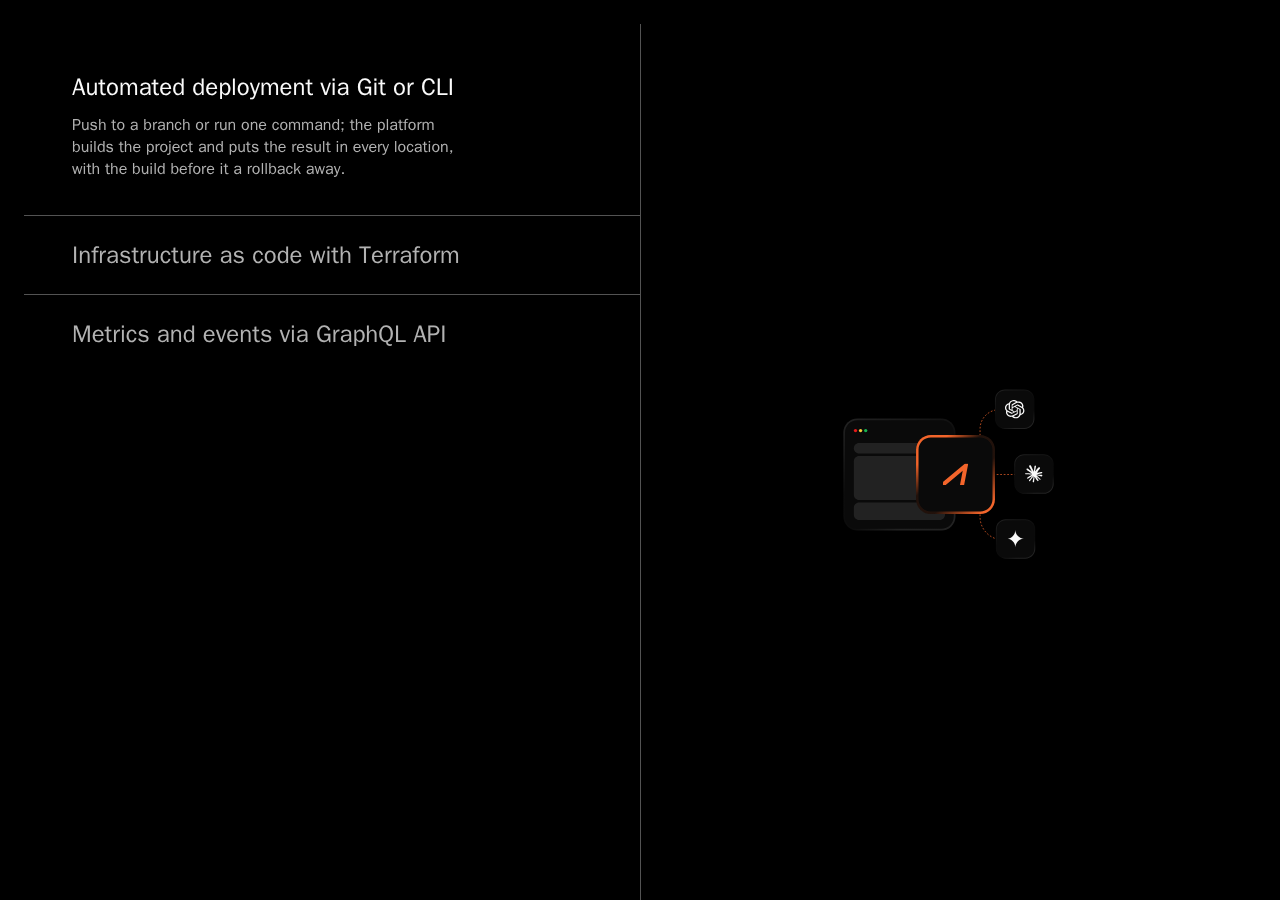 Automated deployment via Git or CLI
Push to a branch or run one command; the platform
builds the project and puts the result in every location,
with the build before it a rollback away.
Infrastructure as code with Terraform
Metrics and events via GraphQL API